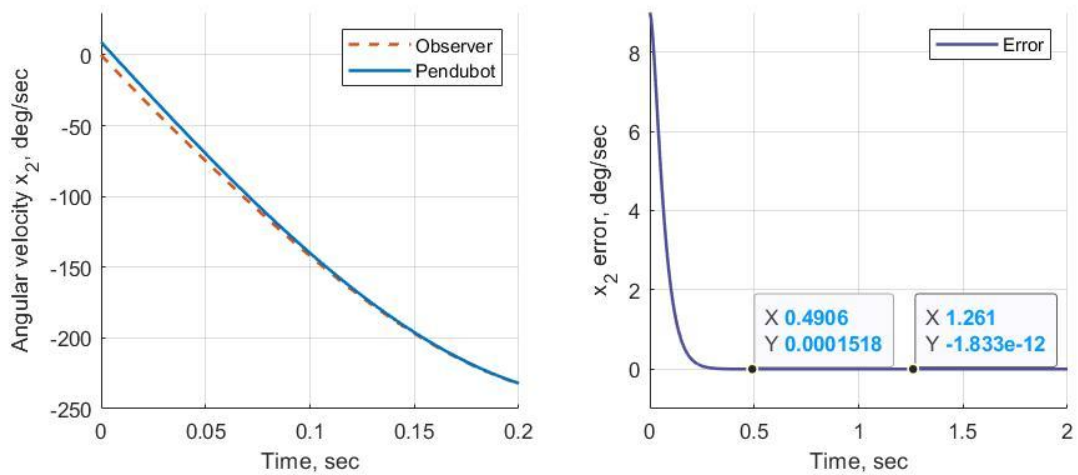 Observer
Pendubot
0
-50
-100
-150
-200
-250
0
0.05
0.1
0.15
0.2
Angular velocity x2, deg/sec
Time, sec
Error
8
6
4
2
0
X 0.4906
Y 0.0001518
X 1.261
Y -1.833e-12
0
0.5
1
1.5
2
x2 error, deg/sec
Time, sec